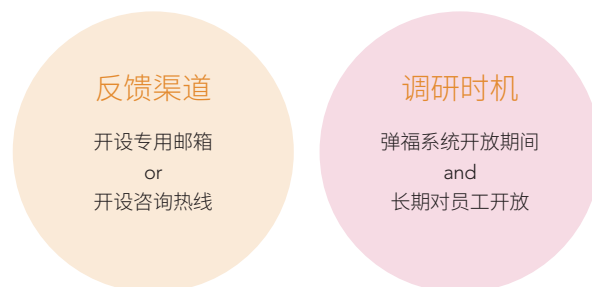 反馈渠道
开设专用邮箱
or
开设咨询热线
调研时机
弹福系统开放期间
and
长期对员工开放